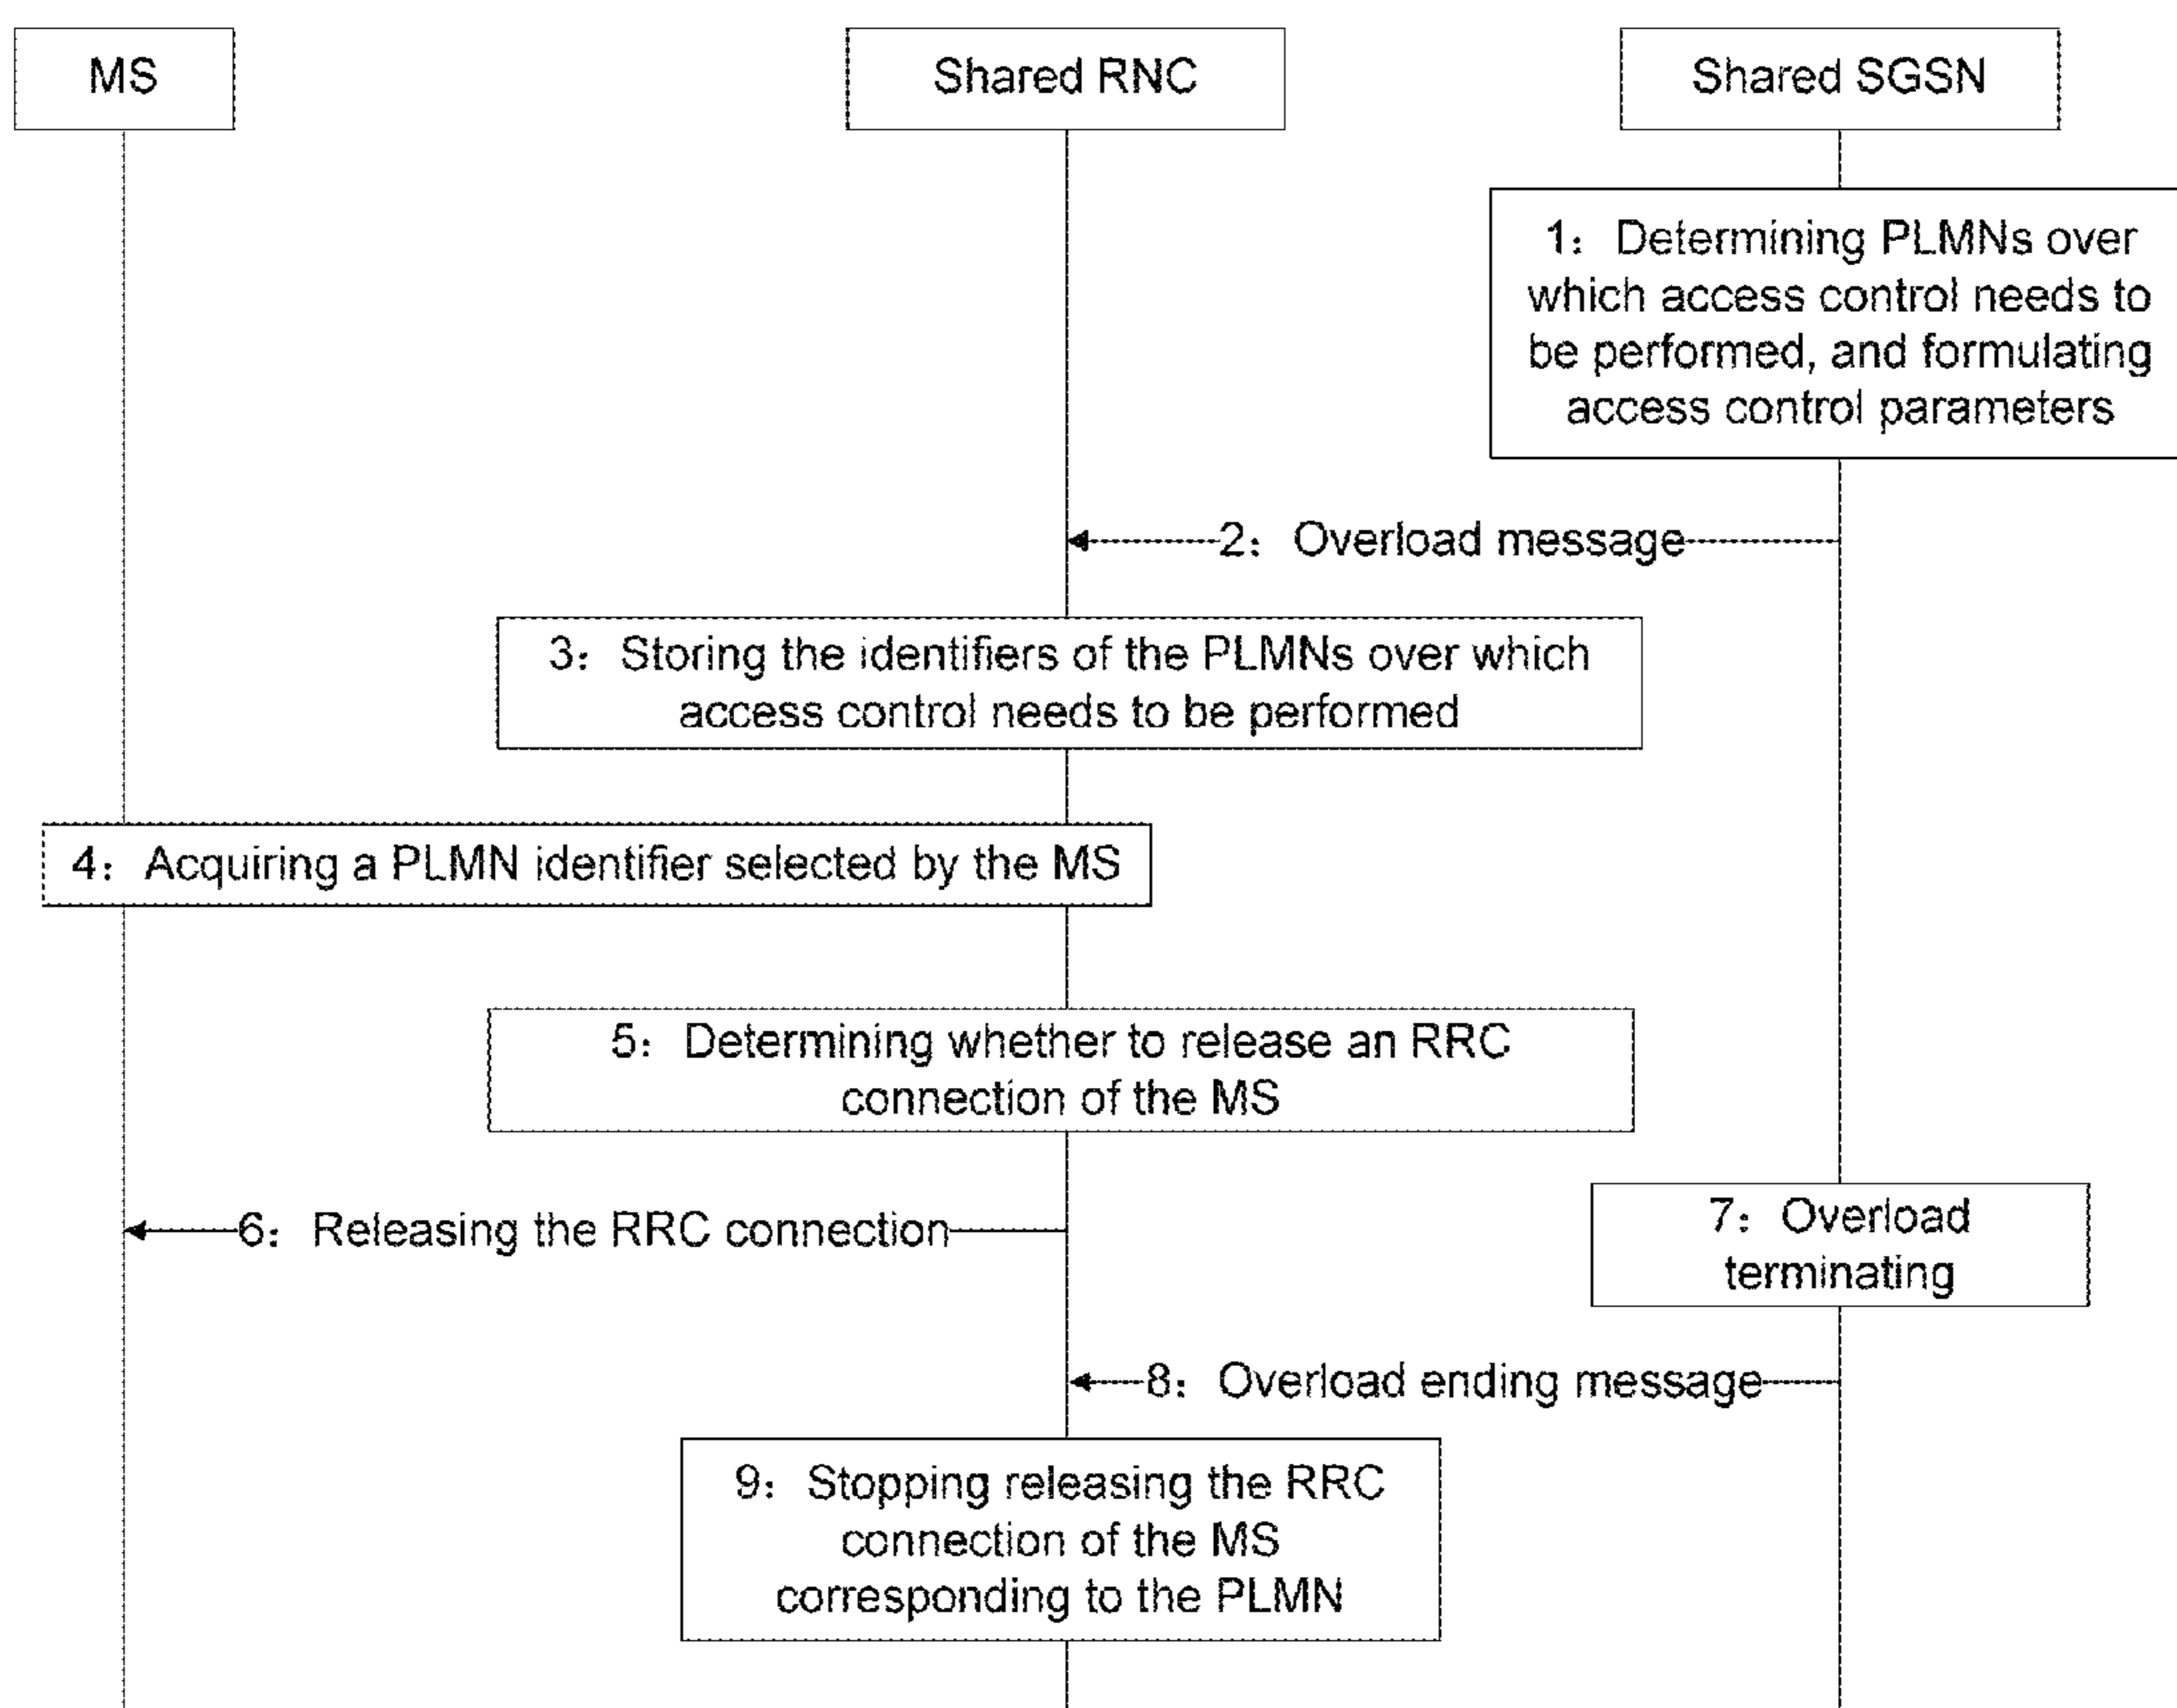 MS
Shared RNC
Shared SGSN
1: Determining PLMNs over
which access control needs to
be performed, and formulating
access control parameters
2: Overload message
3: Storing the identifiers of the PLMNs over which
access control needs to be performed
4: Acquiring a PLMN identifier selected by the MS
5: Determining whether to release an RRC
connection of the MS
6: Releasing the RRC connection
7: Overload
terminating
8: Overload ending message
9: Stopping releasing the RRC
connection of the MS
corresponding to the PLMN